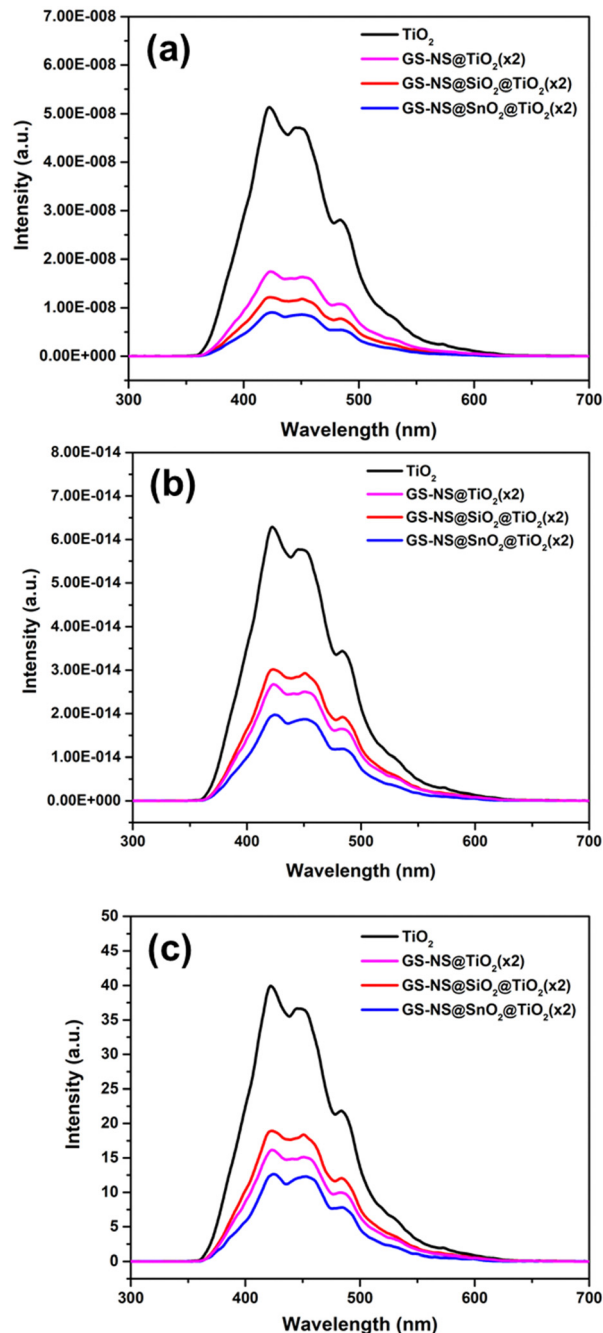 7.00E-008
6.00E-008
5.00E-008
4.00E-008
3.00E-008
2.00E-008
1.00E-008
0.00E+000
Intensity (a.u.)
(a)
TiO₂
GS-NS@TiO₂(x2)
GS-NS@SiO₂@TiO₂(x2)
GS-NS@SnO₂@TiO₂(x2)
300 400 500 600 700
Wavelength (nm)
8.00E-014
7.00E-014
6.00E-014
5.00E-014
4.00E-014
3.00E-014
2.00E-014
1.00E-014
0.00E+000
Intensity (a.u.)
(b)
TiO₂
GS-NS@TiO₂(x2)
GS-NS@SiO₂@TiO₂(x2)
GS-NS@SnO₂@TiO₂(x2)
300 400 500 600 700
Wavelength (nm)
50
45
40
35
30
25
20
15
10
5
0
Intensity (a.u.)
(c)
TiO₂
GS-NS@TiO₂(x2)
GS-NS@SiO₂@TiO₂(x2)
GS-NS@SnO₂@TiO₂(x2)
300 400 500 600 700
Wavelength (nm)